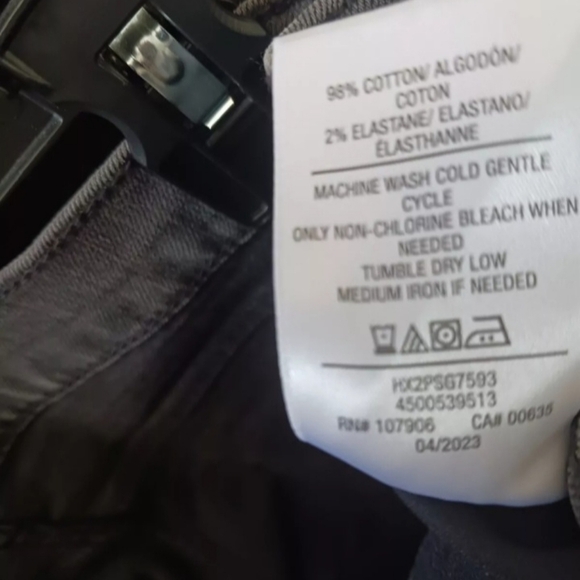 98% COTTON/ ALGODÓN/
COTON
2% ELASTANE/ ELASTANO/
ÉLASTHANNE
MACHINE WASH COLD GENTLE
CYCLE
ONLY NON-CHLORINE BLEACH WHEN
NEEDED
TUMBLE DRY LOW
MEDIUM IRON IF NEEDED
HX2PSG7593
4500539513
RN# 107906 CA# 00635
04/2023